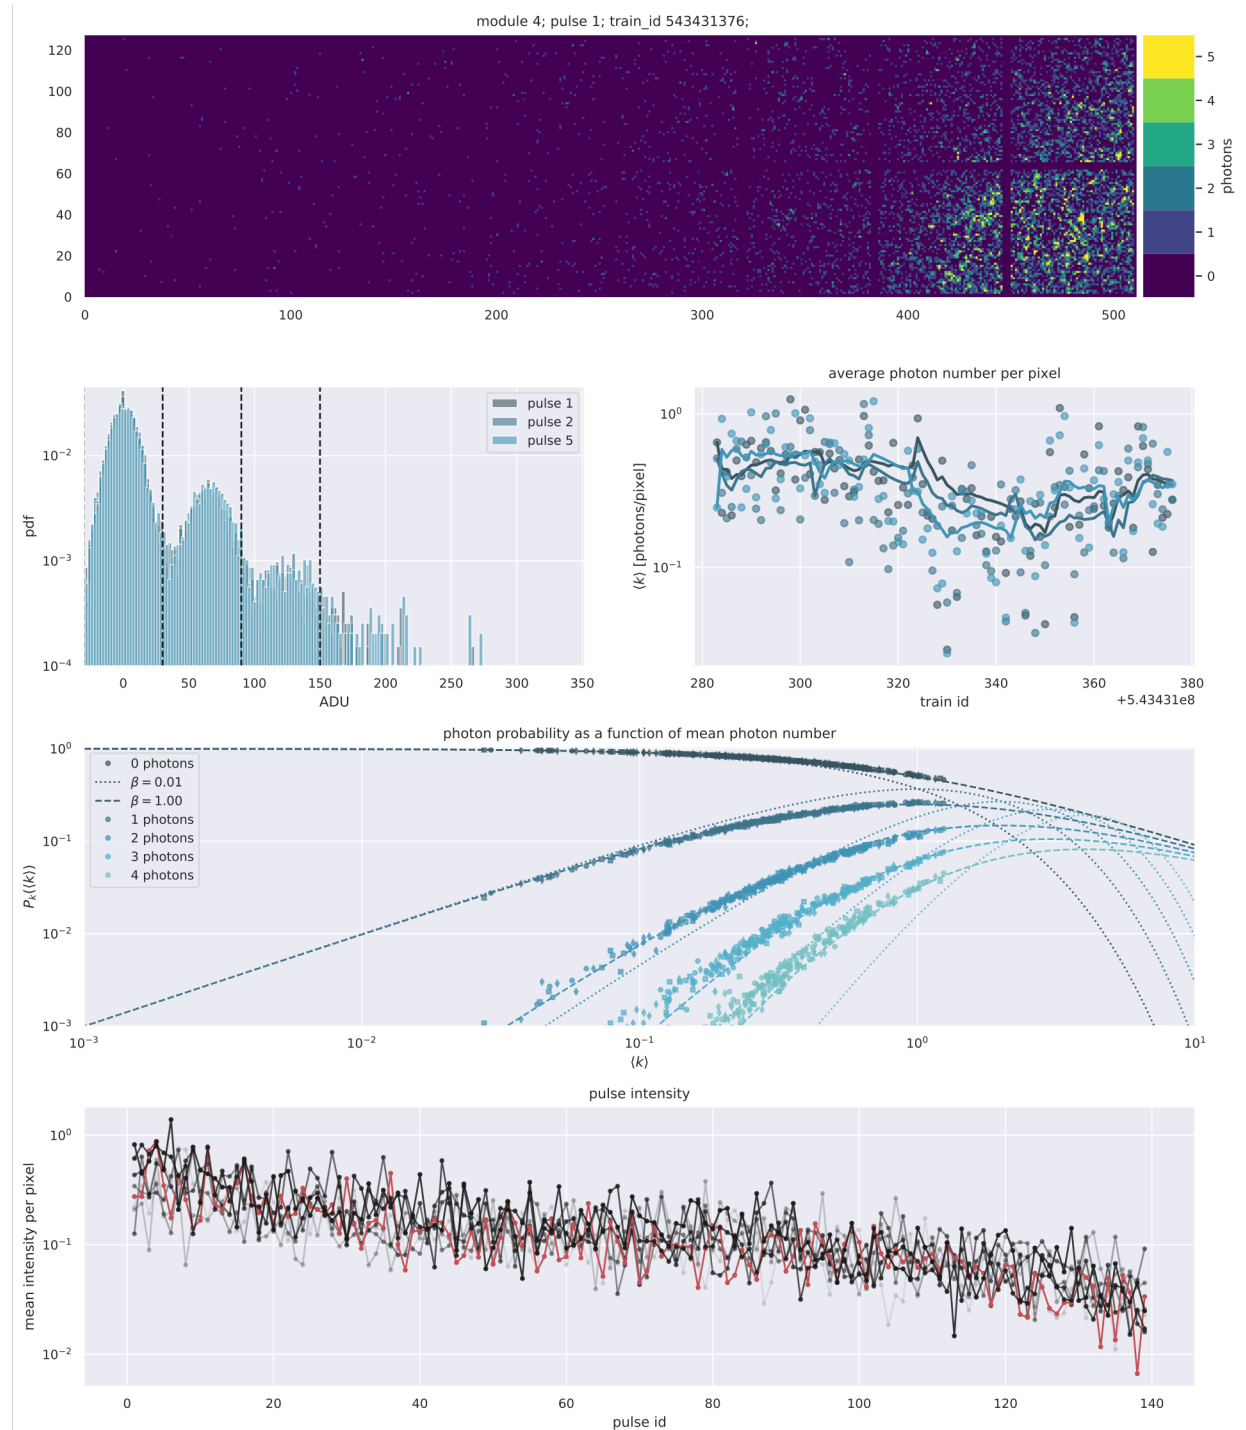 module 4; pulse 1; train_id 543431376;
120
100
80
60
40
20
0
0 100 200 300 400 500
5
4
3
2
1
0
photons
pulse 1
pulse 2
pulse 5
10⁻²
10⁻³
10⁻⁴
pdf
0 50 100 150 200 250 300 350
ADU
average photon number per pixel
10⁰
10⁻¹
⟨k⟩ [photons/pixel]
280 300 320 340 360 380
train id
+5.43431e8
photon probability as a function of mean photon number
0 photons
β = 0.01
β = 1.00
1 photons
2 photons
3 photons
4 photons
10⁰
10⁻¹
10⁻²
10⁻³
Pₖ(⟨k⟩)
10⁻³ 10⁻² 10⁻¹ 10⁰ 10¹
⟨k⟩
pulse intensity
10⁰
10⁻¹
10⁻²
mean intensity per pixel
0 20 40 60 80 100 120 140
pulse id